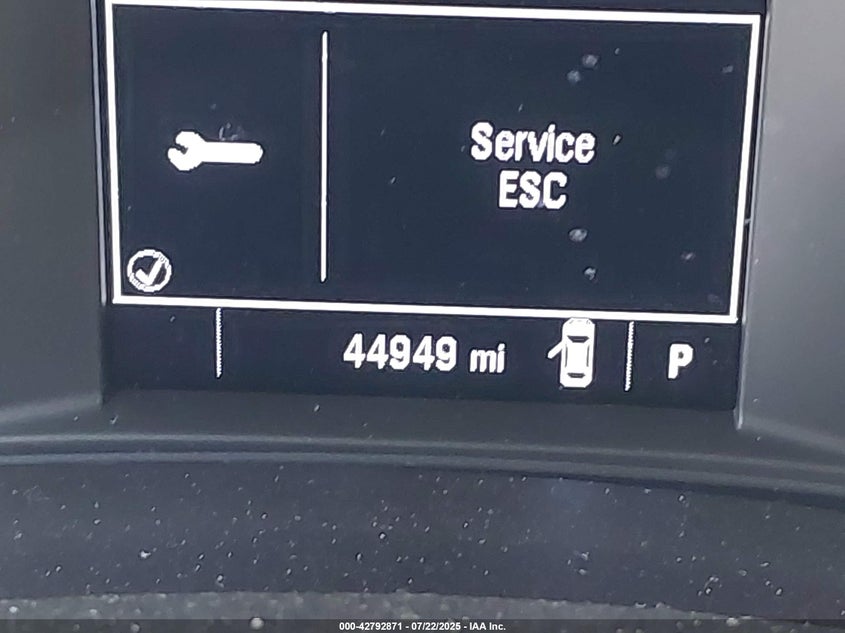 Service
ESC
44949 mi
P
000-42792871 - 07/22/2025 - IAA Inc.